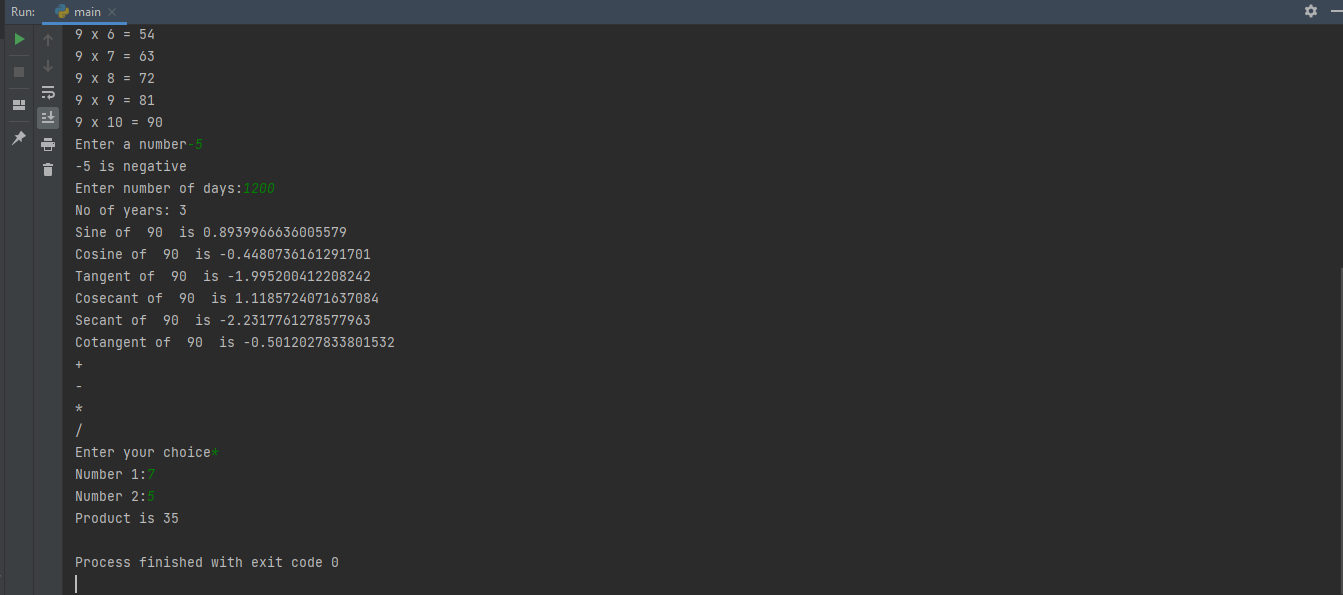 Run: main
9 x 6 = 54
9 x 7 = 63
9 x 8 = 72
9 x 9 = 81
9 x 10 = 90
Enter a number-5
-5 is negative
Enter number of days:1200
No of years: 3
Sine of  90  is 0.8939966636005579
Cosine of  90  is -0.4480736161291701
Tangent of  90  is -1.995200412208242
Cosecant of  90  is 1.1185724071637084
Secant of  90  is -2.2317761278577963
Cotangent of  90  is -0.5012027833801532
+
-
*
/
Enter your choice*
Number 1:7
Number 2:5
Product is 35
Process finished with exit code 0